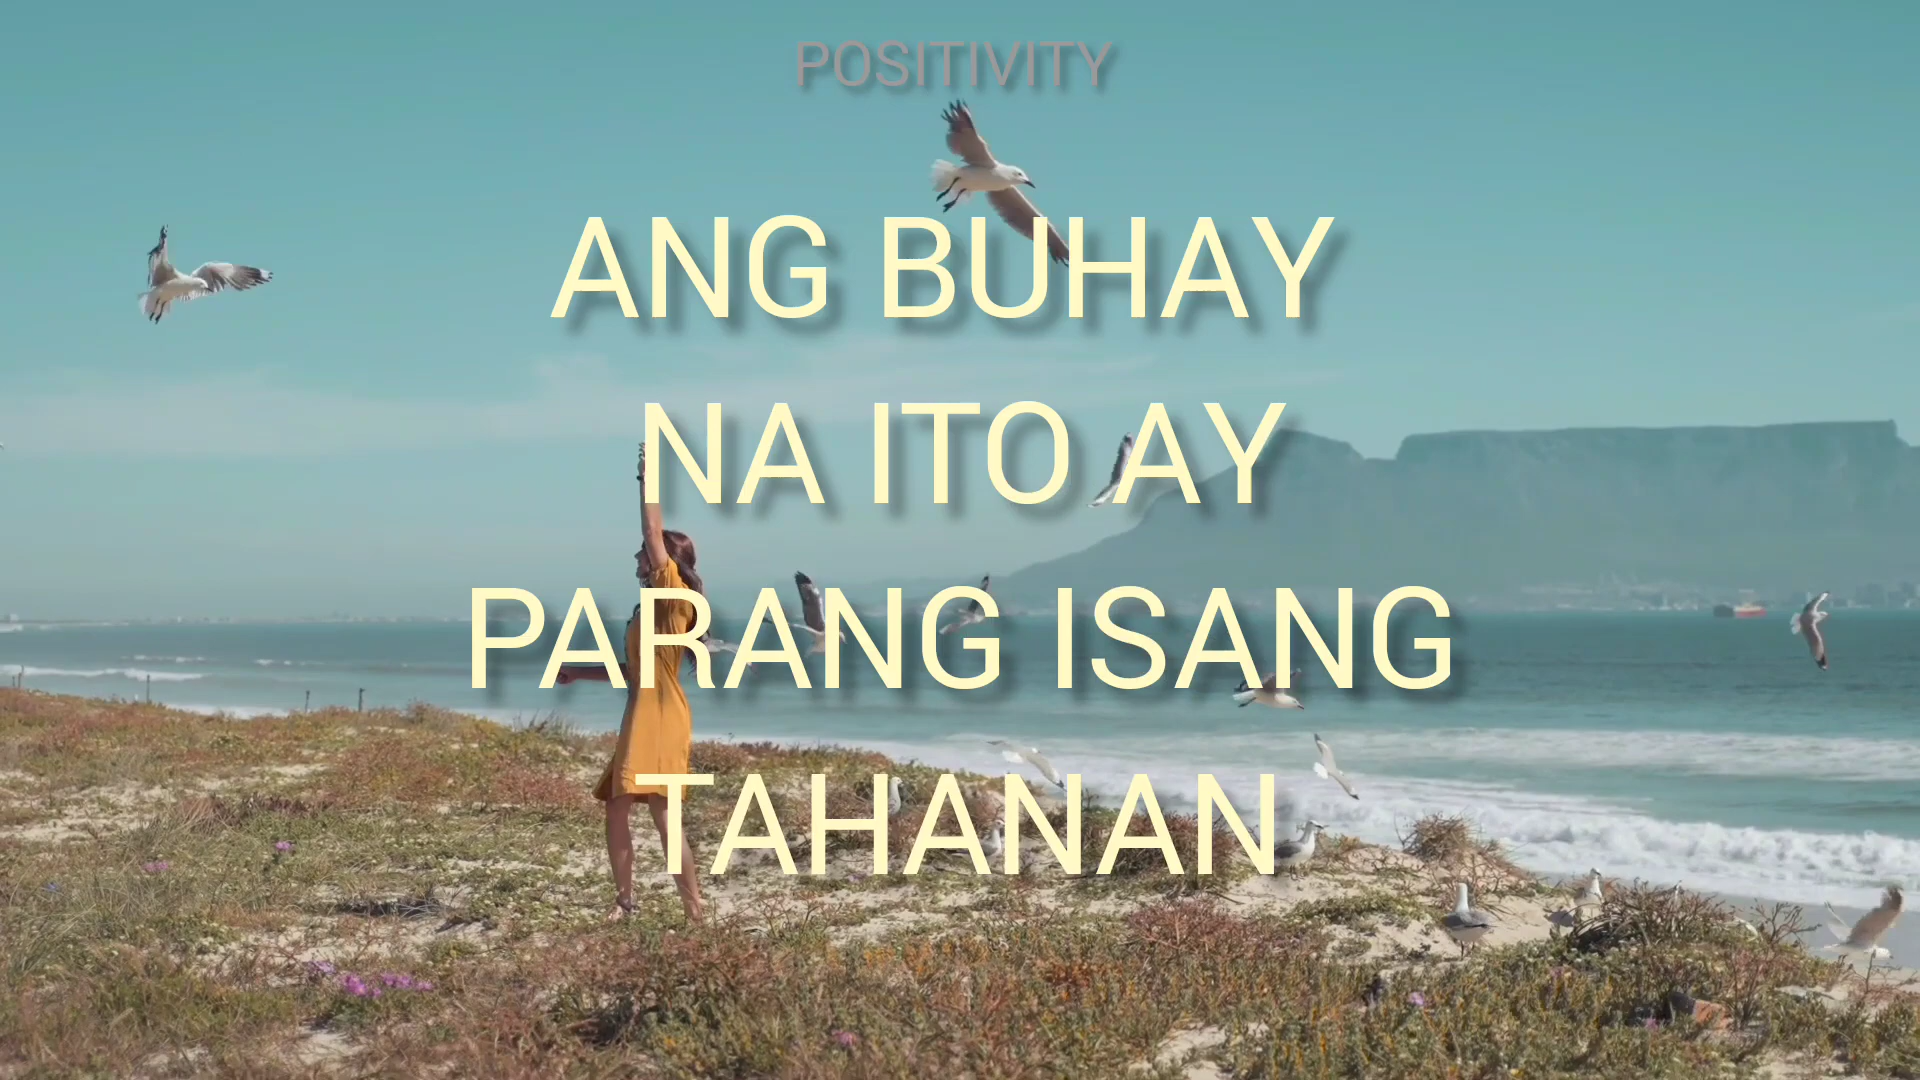 POSITIVITY
ANG BUHAY
NA ITO AY
PARANG ISANG
TAHANAN